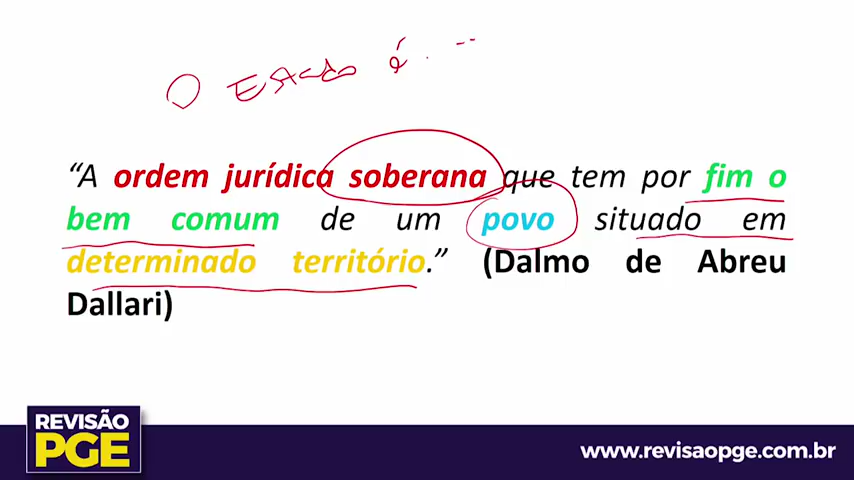 O Estado é...
“A ordem jurídica soberana que tem por fim o
bem comum de um povo situado em
determinado território.” (Dalmo de Abreu
Dallari)
REVISÃO
PGE
www.revisaopge.com.br